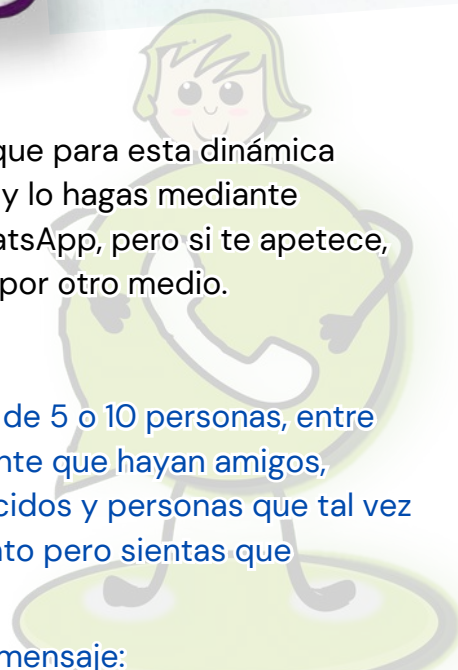 que para esta dinámica
y lo hagas mediante
atsApp, pero si te apetece,
por otro medio.
de 5 o 10 personas, entre
nte que hayan amigos,
cidos y personas que tal vez
to pero sientas que
mensaje: